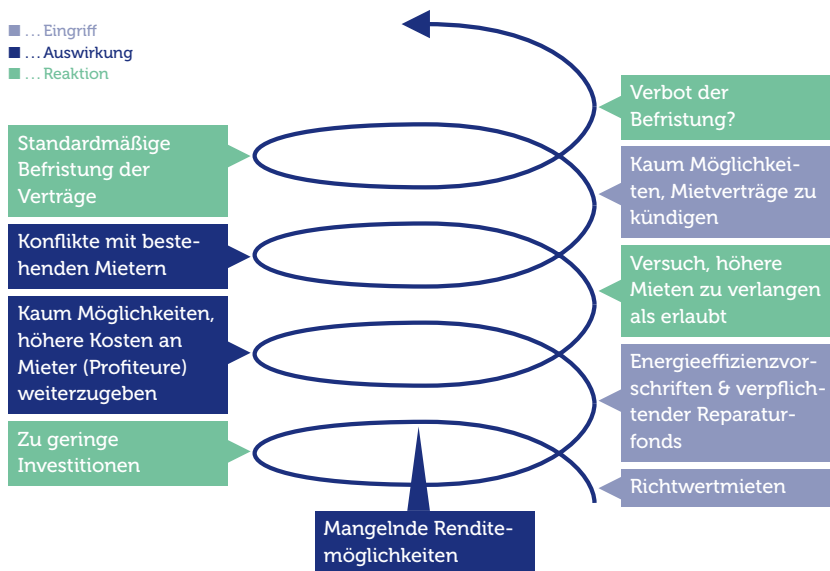 ... Eingriff
... Auswirkung
... Reaktion
Standardmäßige
Befristung der
Verträge
Konflikte mit beste-
henden Mietern
Kaum Möglichkeiten,
höhere Kosten an
Mieter (Profiteure)
weiterzugeben
Zu geringe
Investitionen
Mangelnde Rendite-
möglichkeiten
Verbot der
Befristung?
Kaum Möglichkei-
ten, Mietverträge zu
kündigen
Versuch, höhere
Mieten zu verlangen
als erlaubt
Energieeffizienzvor-
schriften & verpflich-
tender Reparatur-
fonds
Richtwertmieten